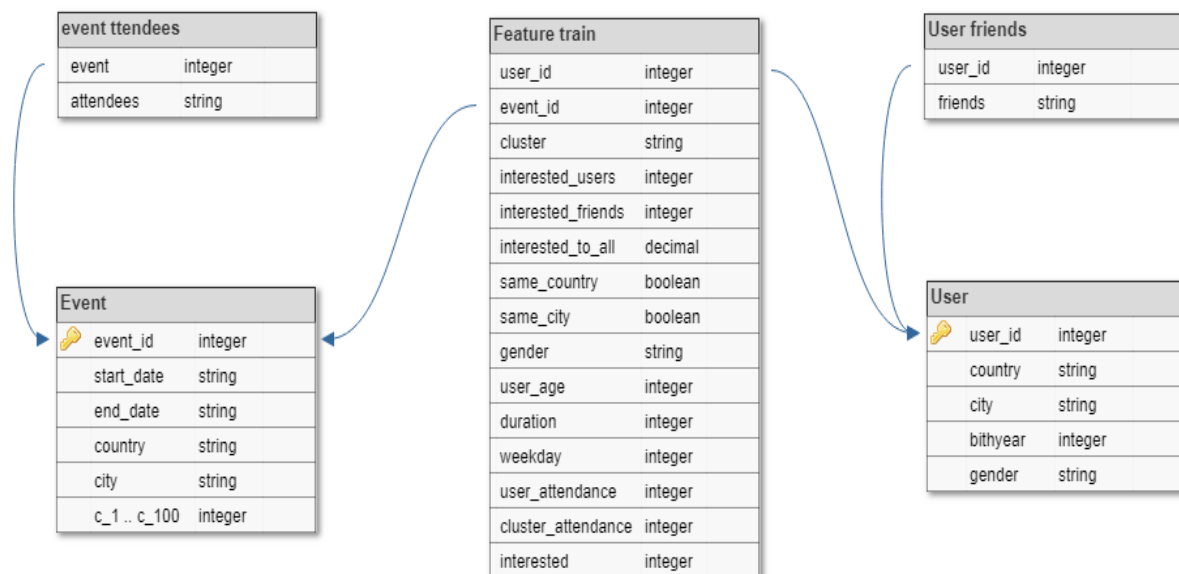 event ttendees
event integer
attendees string
Event
event_id integer
start_date string
end_date string
country string
city string
c_1 .. c_100 integer
Feature train
user_id integer
event_id integer
cluster string
interested_users integer
interested_friends integer
interested_to_all decimal
same_country boolean
same_city boolean
gender string
user_age integer
duration integer
weekday integer
user_attendance integer
cluster_attendance integer
interested integer
User friends
user_id integer
friends string
User
user_id integer
country string
city string
bithyear integer
gender string